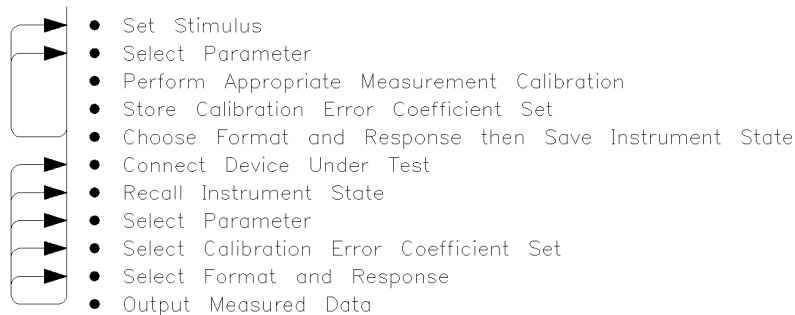 ● Set Stimulus
● Select Parameter
● Perform Appropriate Measurement Calibration
● Store Calibration Error Coefficient Set
● Choose Format and Response then Save Instrument State
● Connect Device Under Test
● Recall Instrument State
● Select Parameter
● Select Calibration Error Coefficient Set
● Select Format and Response
● Output Measured Data